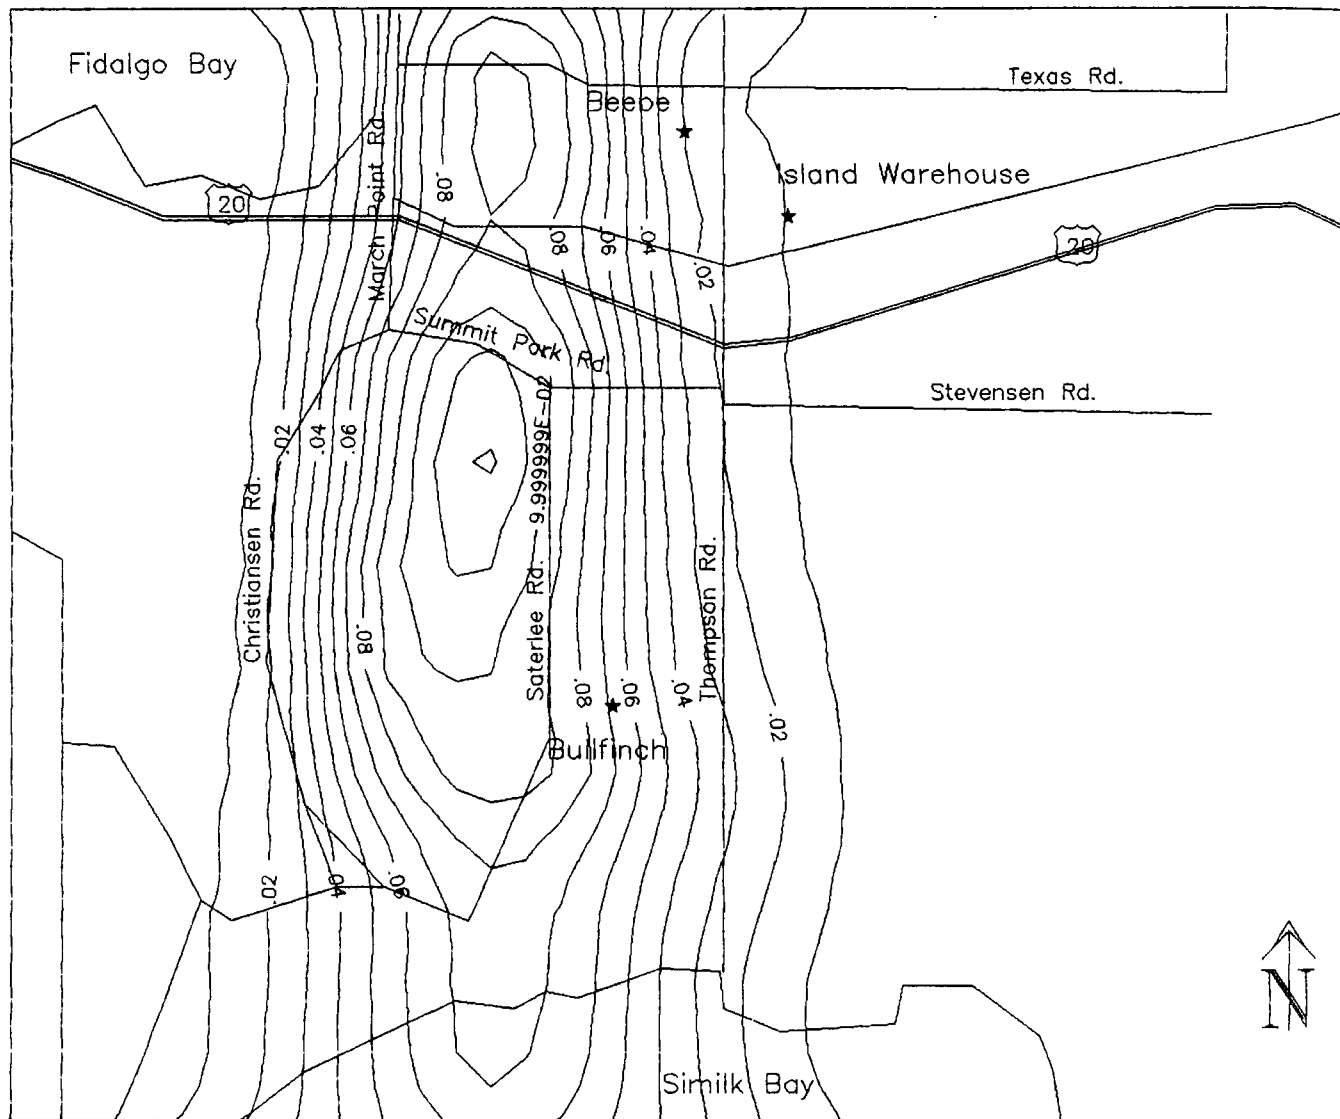 Fidalgo Bay
Texas Rd.
Beebe
March Point Rd
.08
Island Warehouse
20
.08
.06
.04
.02
20
Summit Park Rd.
9.999999E-02
Stevensen Rd.
.02
.04
.06
Christiansen Rd.
.08
Saterlee Rd.
Thompson Rd.
.08
.06
.04
.02
Bullfinch
.02
.04
.06
N
Similk Bay